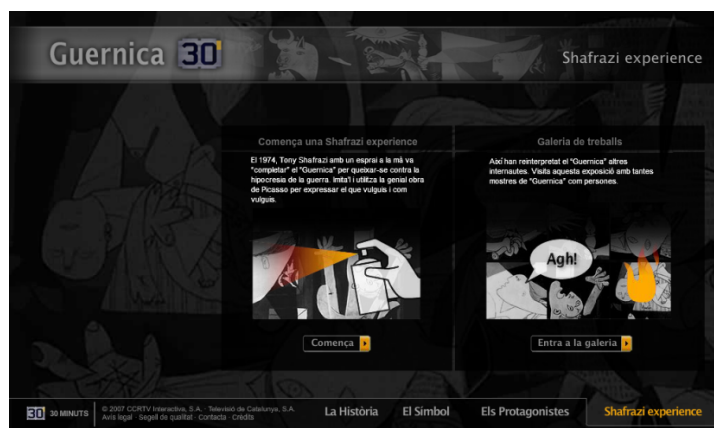 Guernica 30'
Shafrazi experience
Comença una Shafrazi experience
El 1974, Tony Shafrazi amb un esprai a la mà va
"completar" el "Guernica" per queixar-se contra la
hipocresia de la guerra. Imita'l i utilitza la genial obra
de Picasso per expressar el que vulguis i com
vulguis.
Comença
Galeria de treballs
Així han reinterpretat el "Guernica" altres
internautes. Visita aquesta exposició amb tantes
mostres de "Guernica" com persones.
Agh!
Entra a la galeria
30 30 MINUTS
© 2007 CCRTV Interactiva, S.A. - Televisió de Catalunya, S.A.
Avís legal - Segell de qualitat - Contacta - Crèdits
La Història El Símbol Els Protagonistes Shafrazi experience